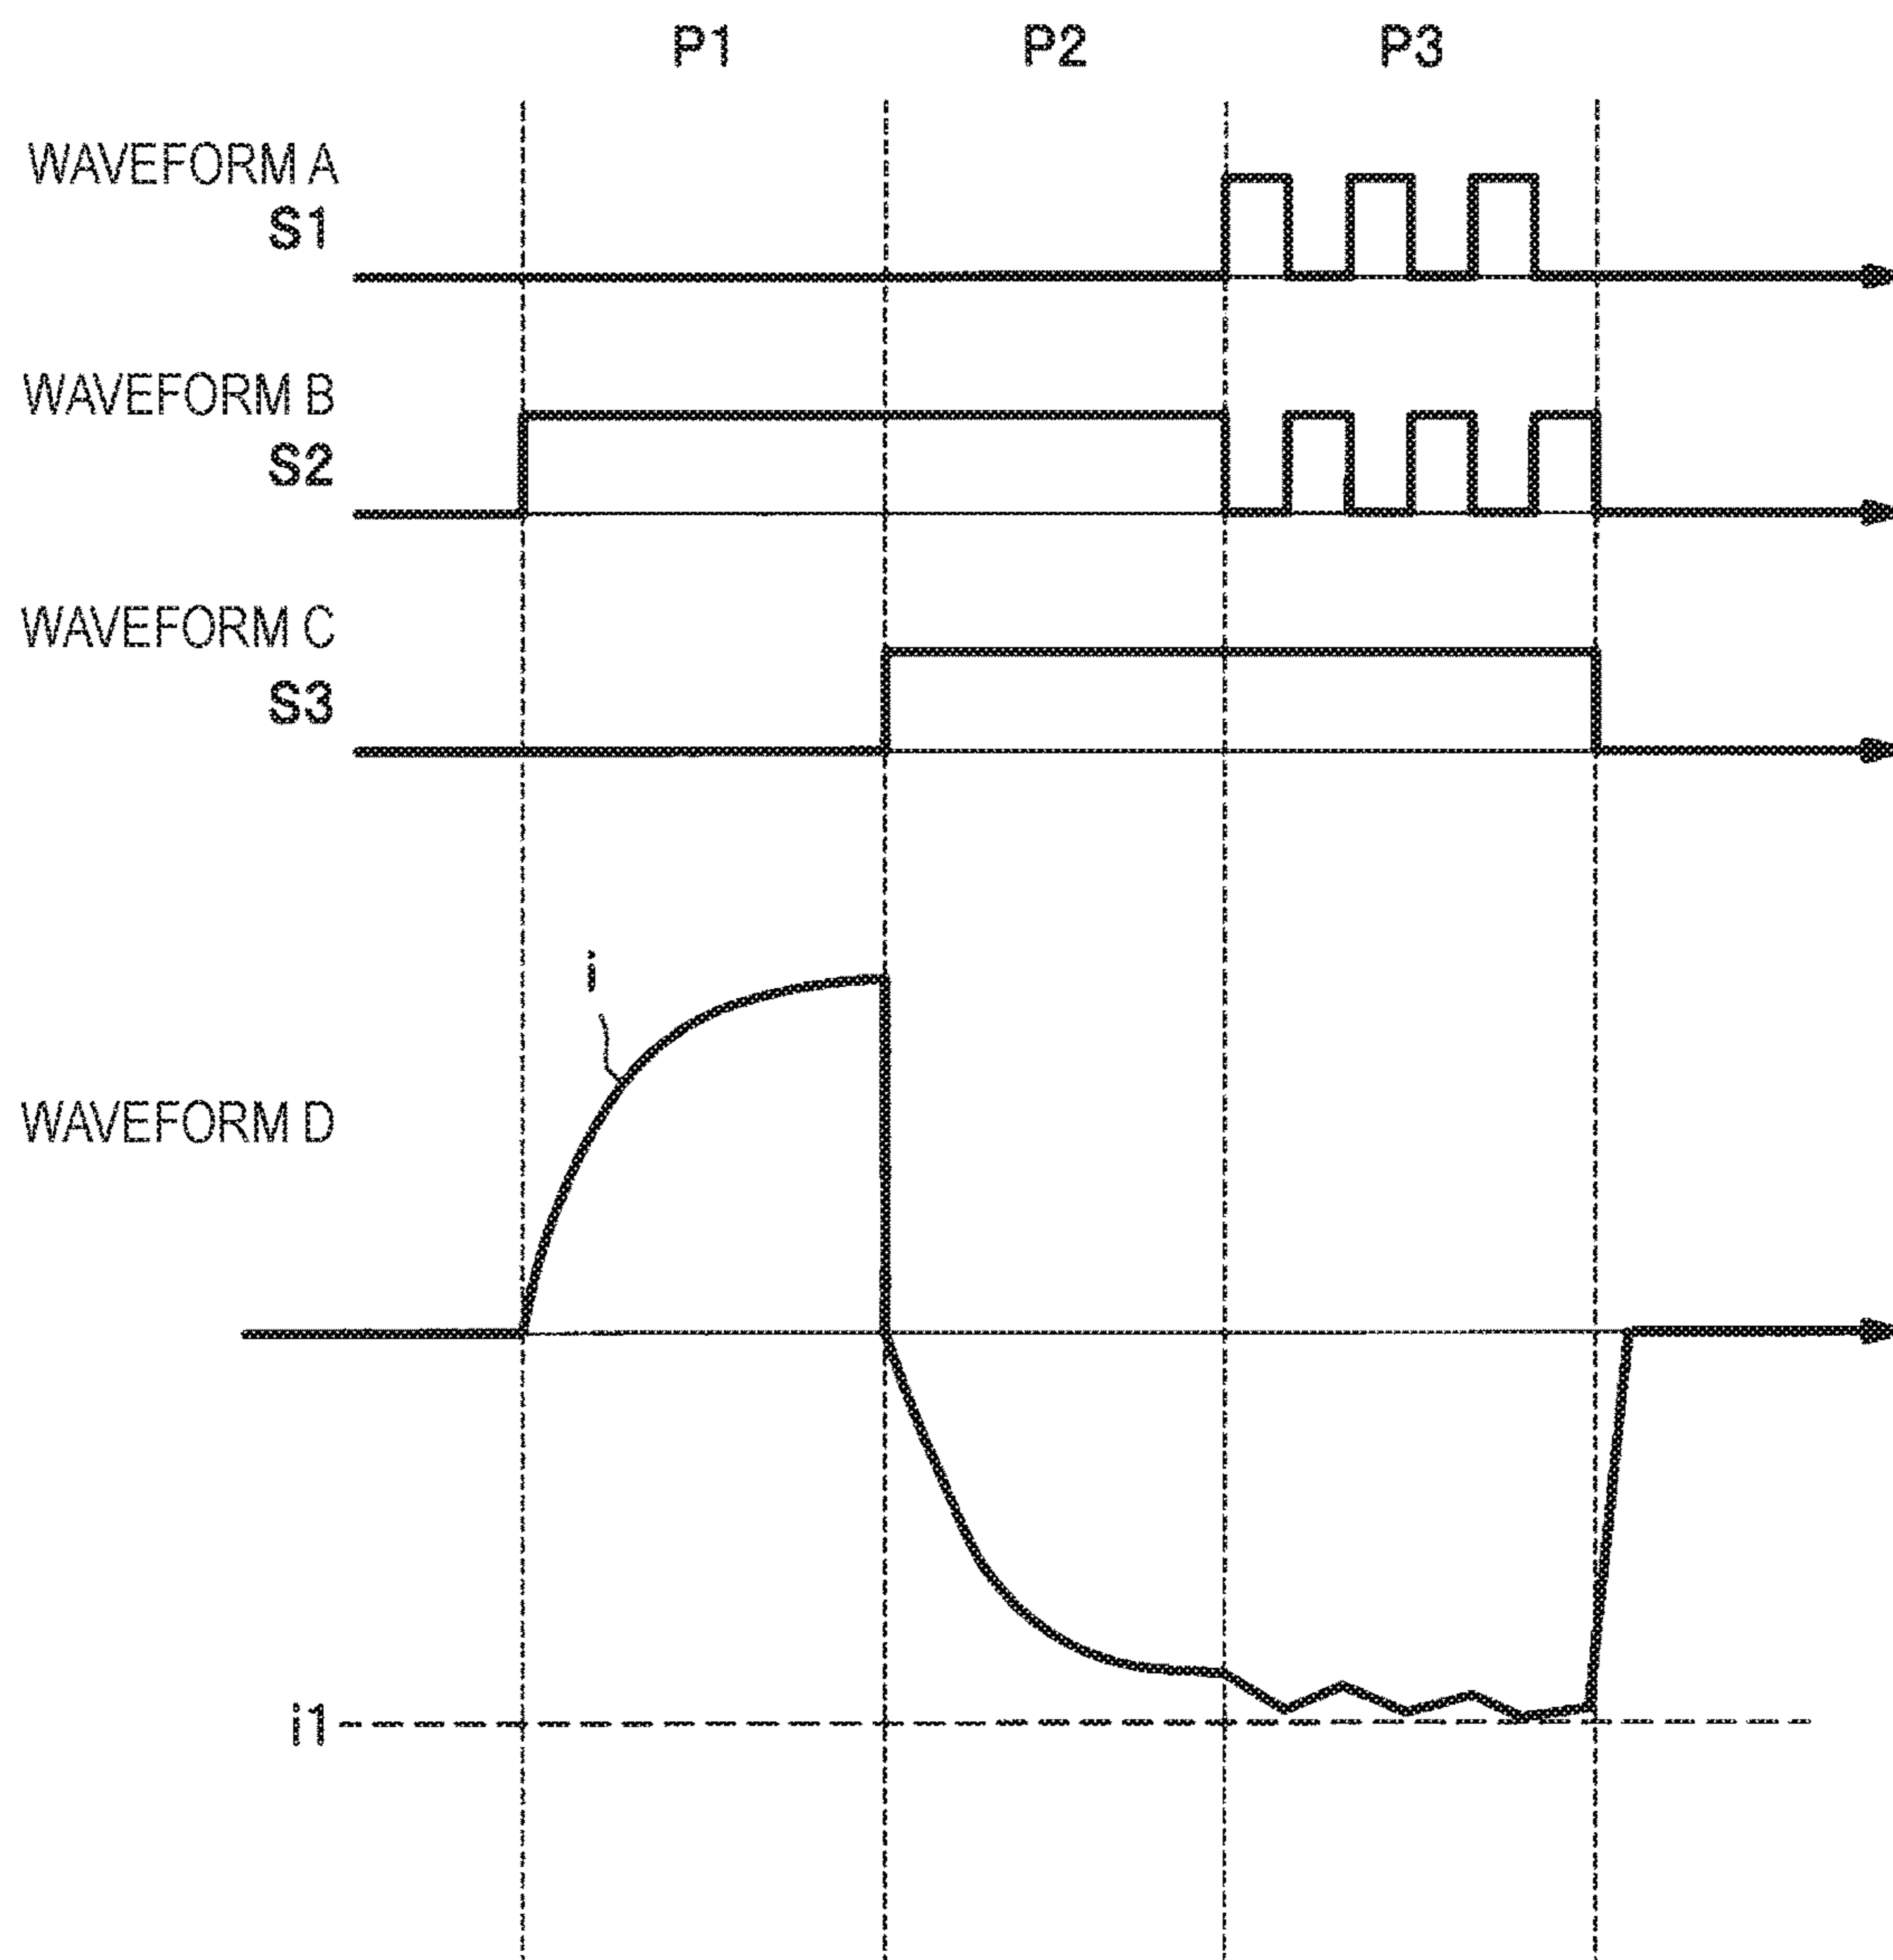 P1 P2 P3
WAVEFORM A
S1
WAVEFORM B
S2
WAVEFORM C
S3
i
WAVEFORM D
i1